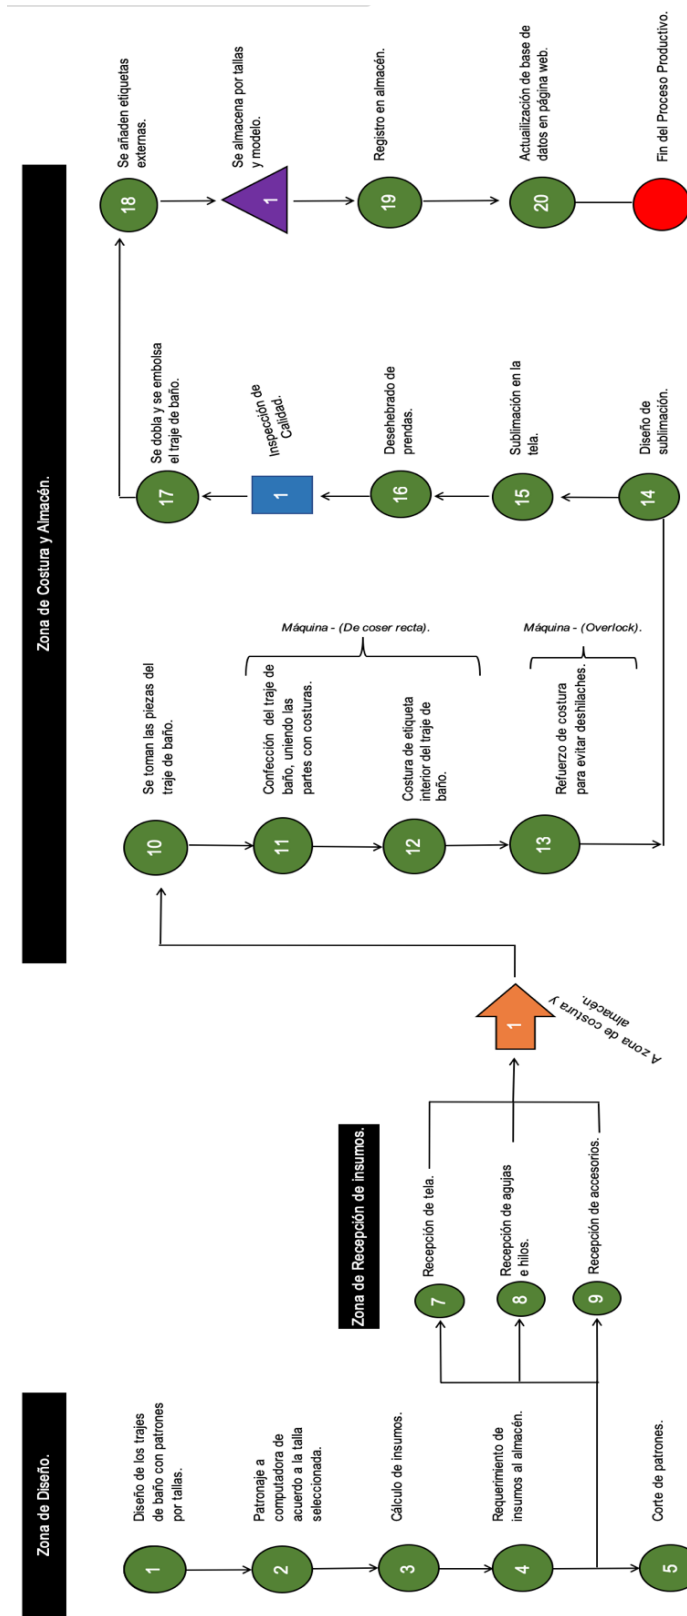 Zona de Diseño.
1
Diseño de los trajes
de baño con patrones
por tallas.
2
Patronaje a
computadora de
acuerdo a la talla
seleccionada.
3
Cálculo de insumos.
4
Requerimiento de
insumos al almacén.
5
Corte de patrones.
Zona de Recepción de insumos.
7
Recepción de tela.
8
Recepción de agujas
e hilos.
9
Recepción de accesorios.
1
A zona de costura y
almacén.
Zona de Costura y Almacén.
10
Se toman las piezas del
traje de baño.
11
Confección del traje de
baño, uniendo las
partes con costuras.
12
Costura de etiqueta
interior del traje de
baño.
Máquina - (De coser recta).
13
Refuerzo de costura
para evitar deshilaches.
Máquina - (Overlock).
14
Diseño de
sublimación.
15
Sublimación en la
tela.
16
Desehebrado de
prendas.
1
Inspección de
Calidad.
17
Se dobla y se embolsa
el traje de baño.
18
Se añaden etiquetas
externas.
1
Se almacena por tallas
y modelo.
19
Registro en almacén.
20
Actualización de base de
datos en página web.
Fin del Proceso Productivo.